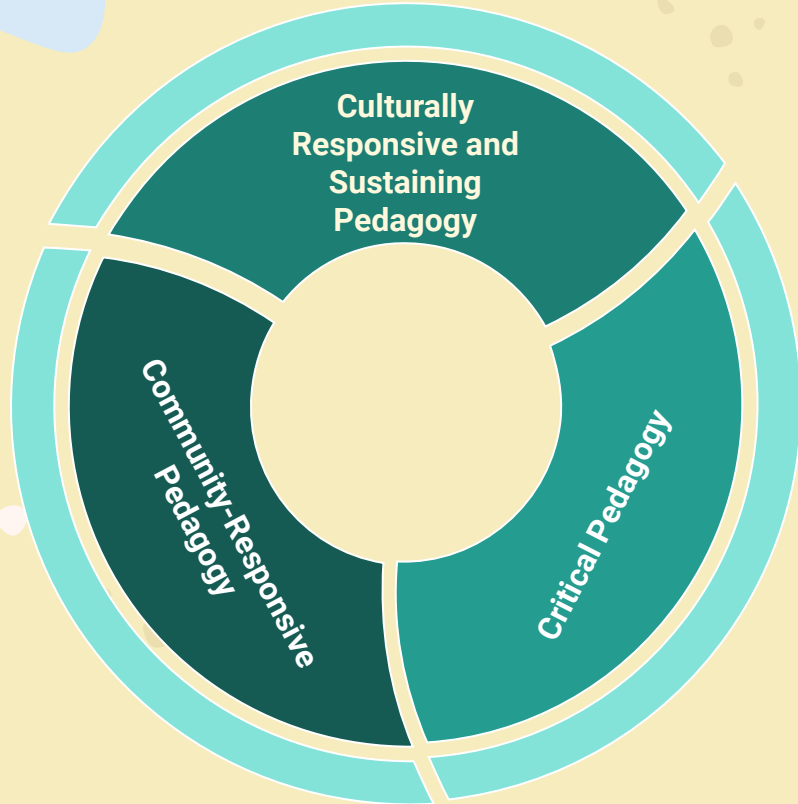 Culturally
Responsive and
Sustaining
Pedagogy
Critical Pedagogy
Community-Responsive
Pedagogy